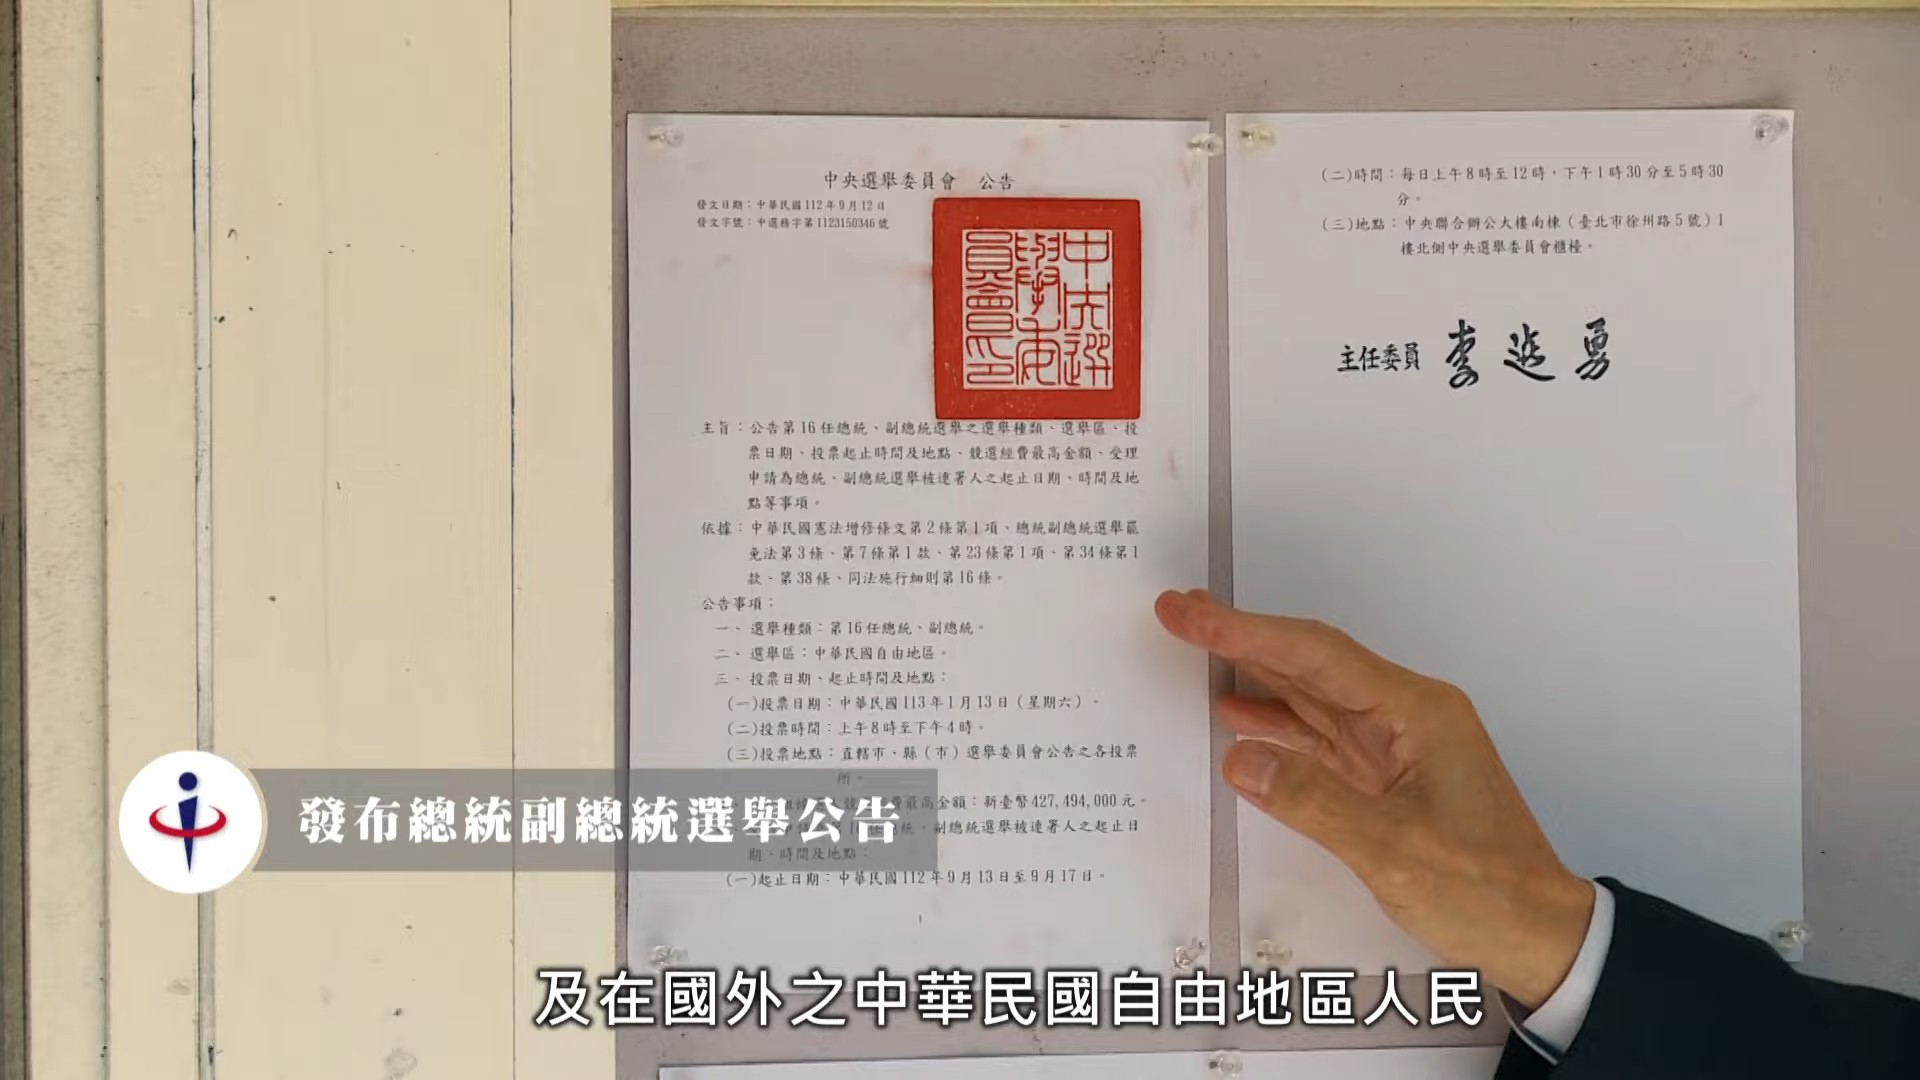 中央選舉委員會　公告
發文日期：中華民國112年9月12日
發文字號：中選務字第1123150346號
中央選
舉委
員會印
主旨：公告第16任總統、副總統選舉之選舉種類、選舉區、投
票日期、投票起止時間及地點、競選經費最高金額、受理
申請為總統、副總統選舉被連署人之起止日期、時間及地
點等事項。
依據：中華民國憲法增修條文第2條第1項、總統副總統選舉罷
免法第3條、第7條第1款、第23條第1項、第34條第1
款、第38條、同法施行細則第16條。
公告事項：
一、選舉種類：第16任總統、副總統。
二、選舉區：中華民國自由地區。
三、投票日期、起止時間及地點：
(一)投票日期：中華民國113年1月13日（星期六）。
(二)投票時間：上午8時至下午4時。
(三)投票地點：直轄市、縣（市）選舉委員會公告之各投票
所。
費最高金額：新臺幣427,494,000元。
副總統選舉被連署人之起止日
期、時間及地點：
(一)起止日期：中華民國112年9月13日至9月17日。
1
(二)時間：每日上午8時至12時，下午1時30分至5時30
分。
(三)地點：中央聯合辦公大樓南棟（臺北市徐州路5號）1
樓北側中央選舉委員會櫃檯。
主任委員 李進勇
發布總統副總統選舉公告
及在國外之中華民國自由地區人民